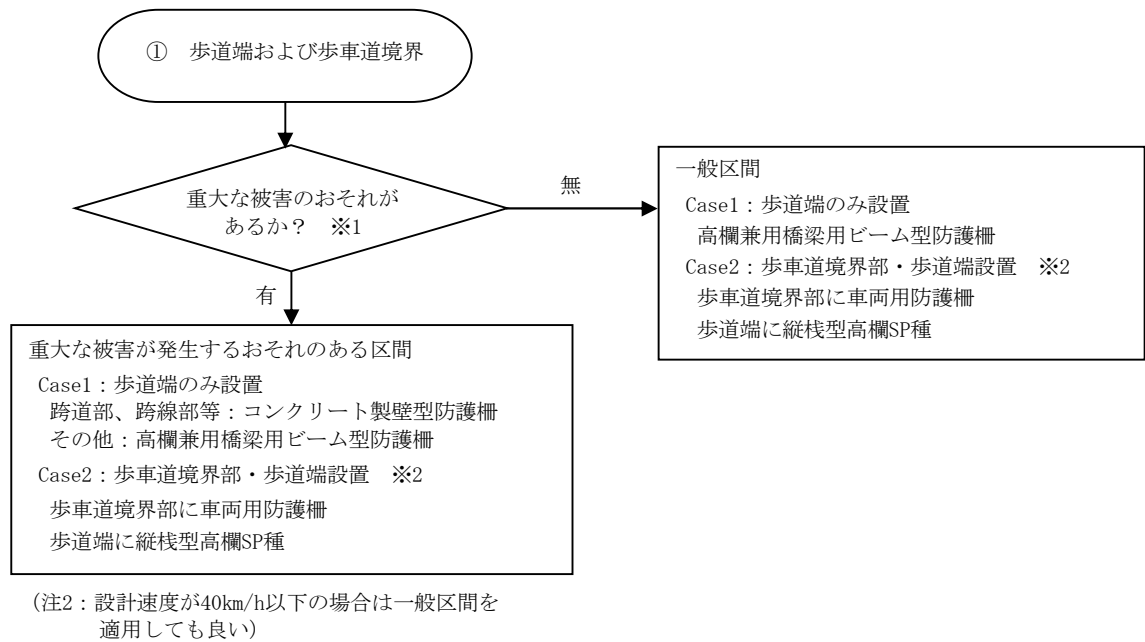 ① 歩道端および歩車道境界
重大な被害のおそれが
あるか？ ※1
無
有
一般区間
Case1：歩道端のみ設置
高欄兼用橋梁用ビーム型防護柵
Case2：歩車道境界部・歩道端設置 ※2
歩車道境界部に車両用防護柵
歩道端に縦桟型高欄SP種
重大な被害が発生するおそれのある区間
Case1：歩道端のみ設置
跨道部、跨線部等：コンクリート製壁型防護柵
その他：高欄兼用橋梁用ビーム型防護柵
Case2：歩車道境界部・歩道端設置 ※2
歩車道境界部に車両用防護柵
歩道端に縦桟型高欄SP種
(注2：設計速度が40km/h以下の場合は一般区間を
適用しても良い)